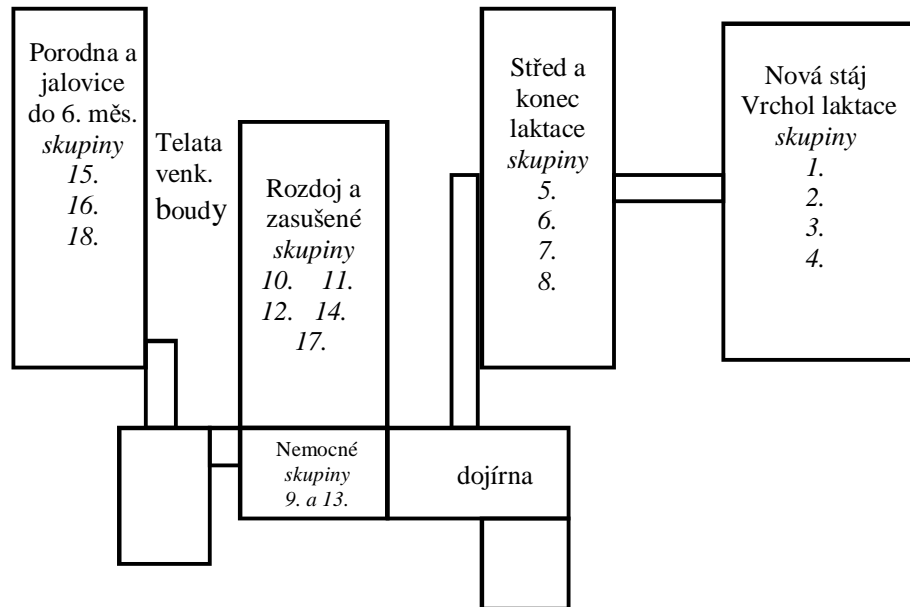 Porodna a
jalovice
do 6. měs.
skupiny
15.
16.
18.
Telata
venk.
boudy
Rozdoj a
zasušené
skupiny
10. 11.
12. 14.
17.
Nemocné
skupiny
9. a 13.
dojírna
Střed a
konec
laktace
skupiny
5.
6.
7.
8.
Nová stáj
Vrchol laktace
skupiny
1.
2.
3.
4.